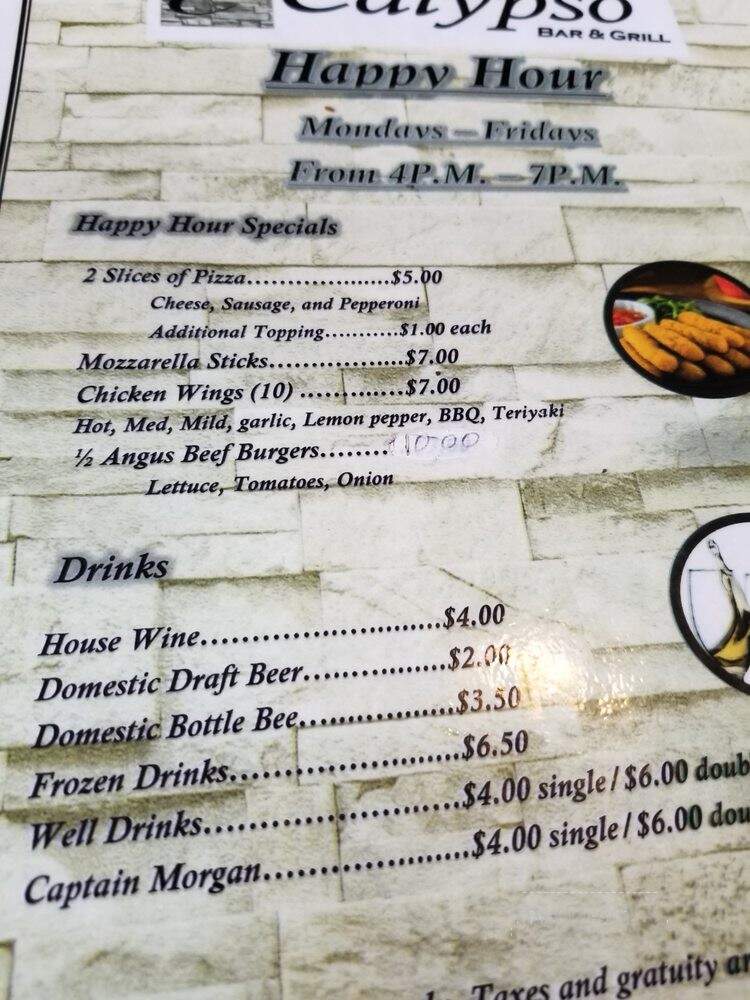 Calypso
BAR & GRILL
Happy Hour
Mondays – Fridays
From 4P.M. – 7P.M.
Happy Hour Specials
2 Slices of Pizza....................$5.00
Cheese, Sausage, and Pepperoni
Additional Topping...........$1.00 each
Mozzarella Sticks..................$7.00
Chicken Wings (10) ..............$7.00
Hot, Med, Mild, garlic, Lemon pepper, BBQ, Teriyaki
½ Angus Beef Burgers......... $10.00
Lettuce, Tomatoes, Onion
Drinks
House Wine............................$4.00
Domestic Draft Beer................$2.00
Domestic Bottle Bee.................$3.50
Frozen Drinks..........................$6.50
Well Drinks.............................$4.00 single / $6.00 doub
Captain Morgan.......................$4.00 single / $6.00 dou
Taxes and gratuity